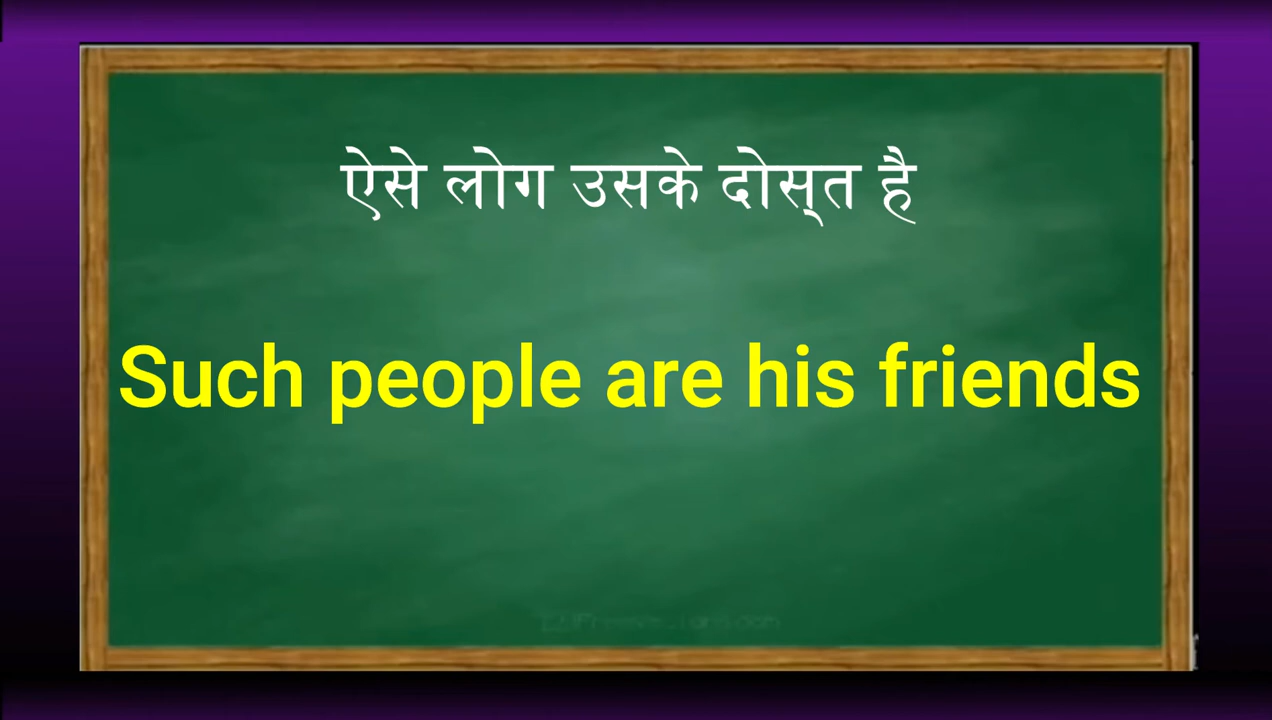 ऐसे लोग उसके दोस्त है
Such people are his friends